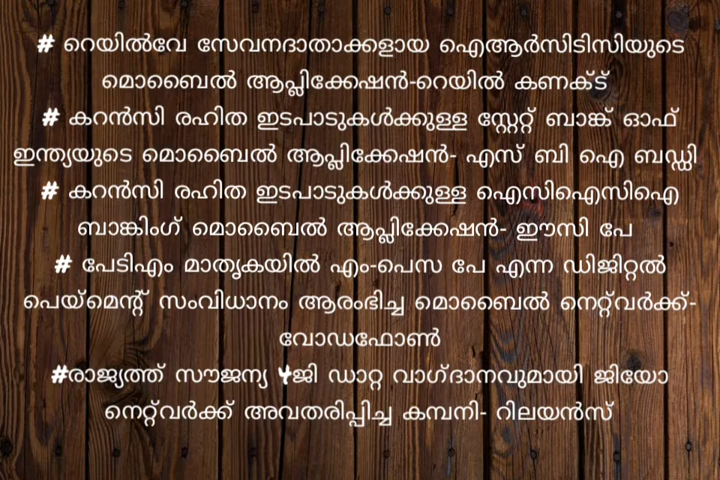 # റെയിൽവേ സേവനദാതാക്കളായ ഐആർസിടിസിയുടെ
മൊബൈൽ ആപ്ലിക്കേഷൻ-റെയിൽ കണക്ട്
# കറൻസി രഹിത ഇടപാടുകൾക്കുള്ള സ്റ്റേറ്റ് ബാങ്ക് ഓഫ്
ഇന്ത്യയുടെ മൊബൈൽ ആപ്ലിക്കേഷൻ- എസ് ബി ഐ ബഡ്ഡി
# കറൻസി രഹിത ഇടപാടുകൾക്കുള്ള ഐസിഐസിഐ
ബാങ്കിംഗ് മൊബൈൽ ആപ്ലിക്കേഷൻ- ഈസി പേ
# പേടിഎം മാതൃകയിൽ എം-പെസ പേ എന്ന ഡിജിറ്റൽ
പെയ്മെന്റ് സംവിധാനം ആരംഭിച്ച മൊബൈൽ നെറ്റ്‌വർക്ക്-
വോഡഫോൺ
#രാജ്യത്ത് സൗജന്യ 4ജി ഡാറ്റ വാഗ്ദാനവുമായി ജിയോ
നെറ്റ്‌വർക്ക് അവതരിപ്പിച്ച കമ്പനി- റിലയൻസ്